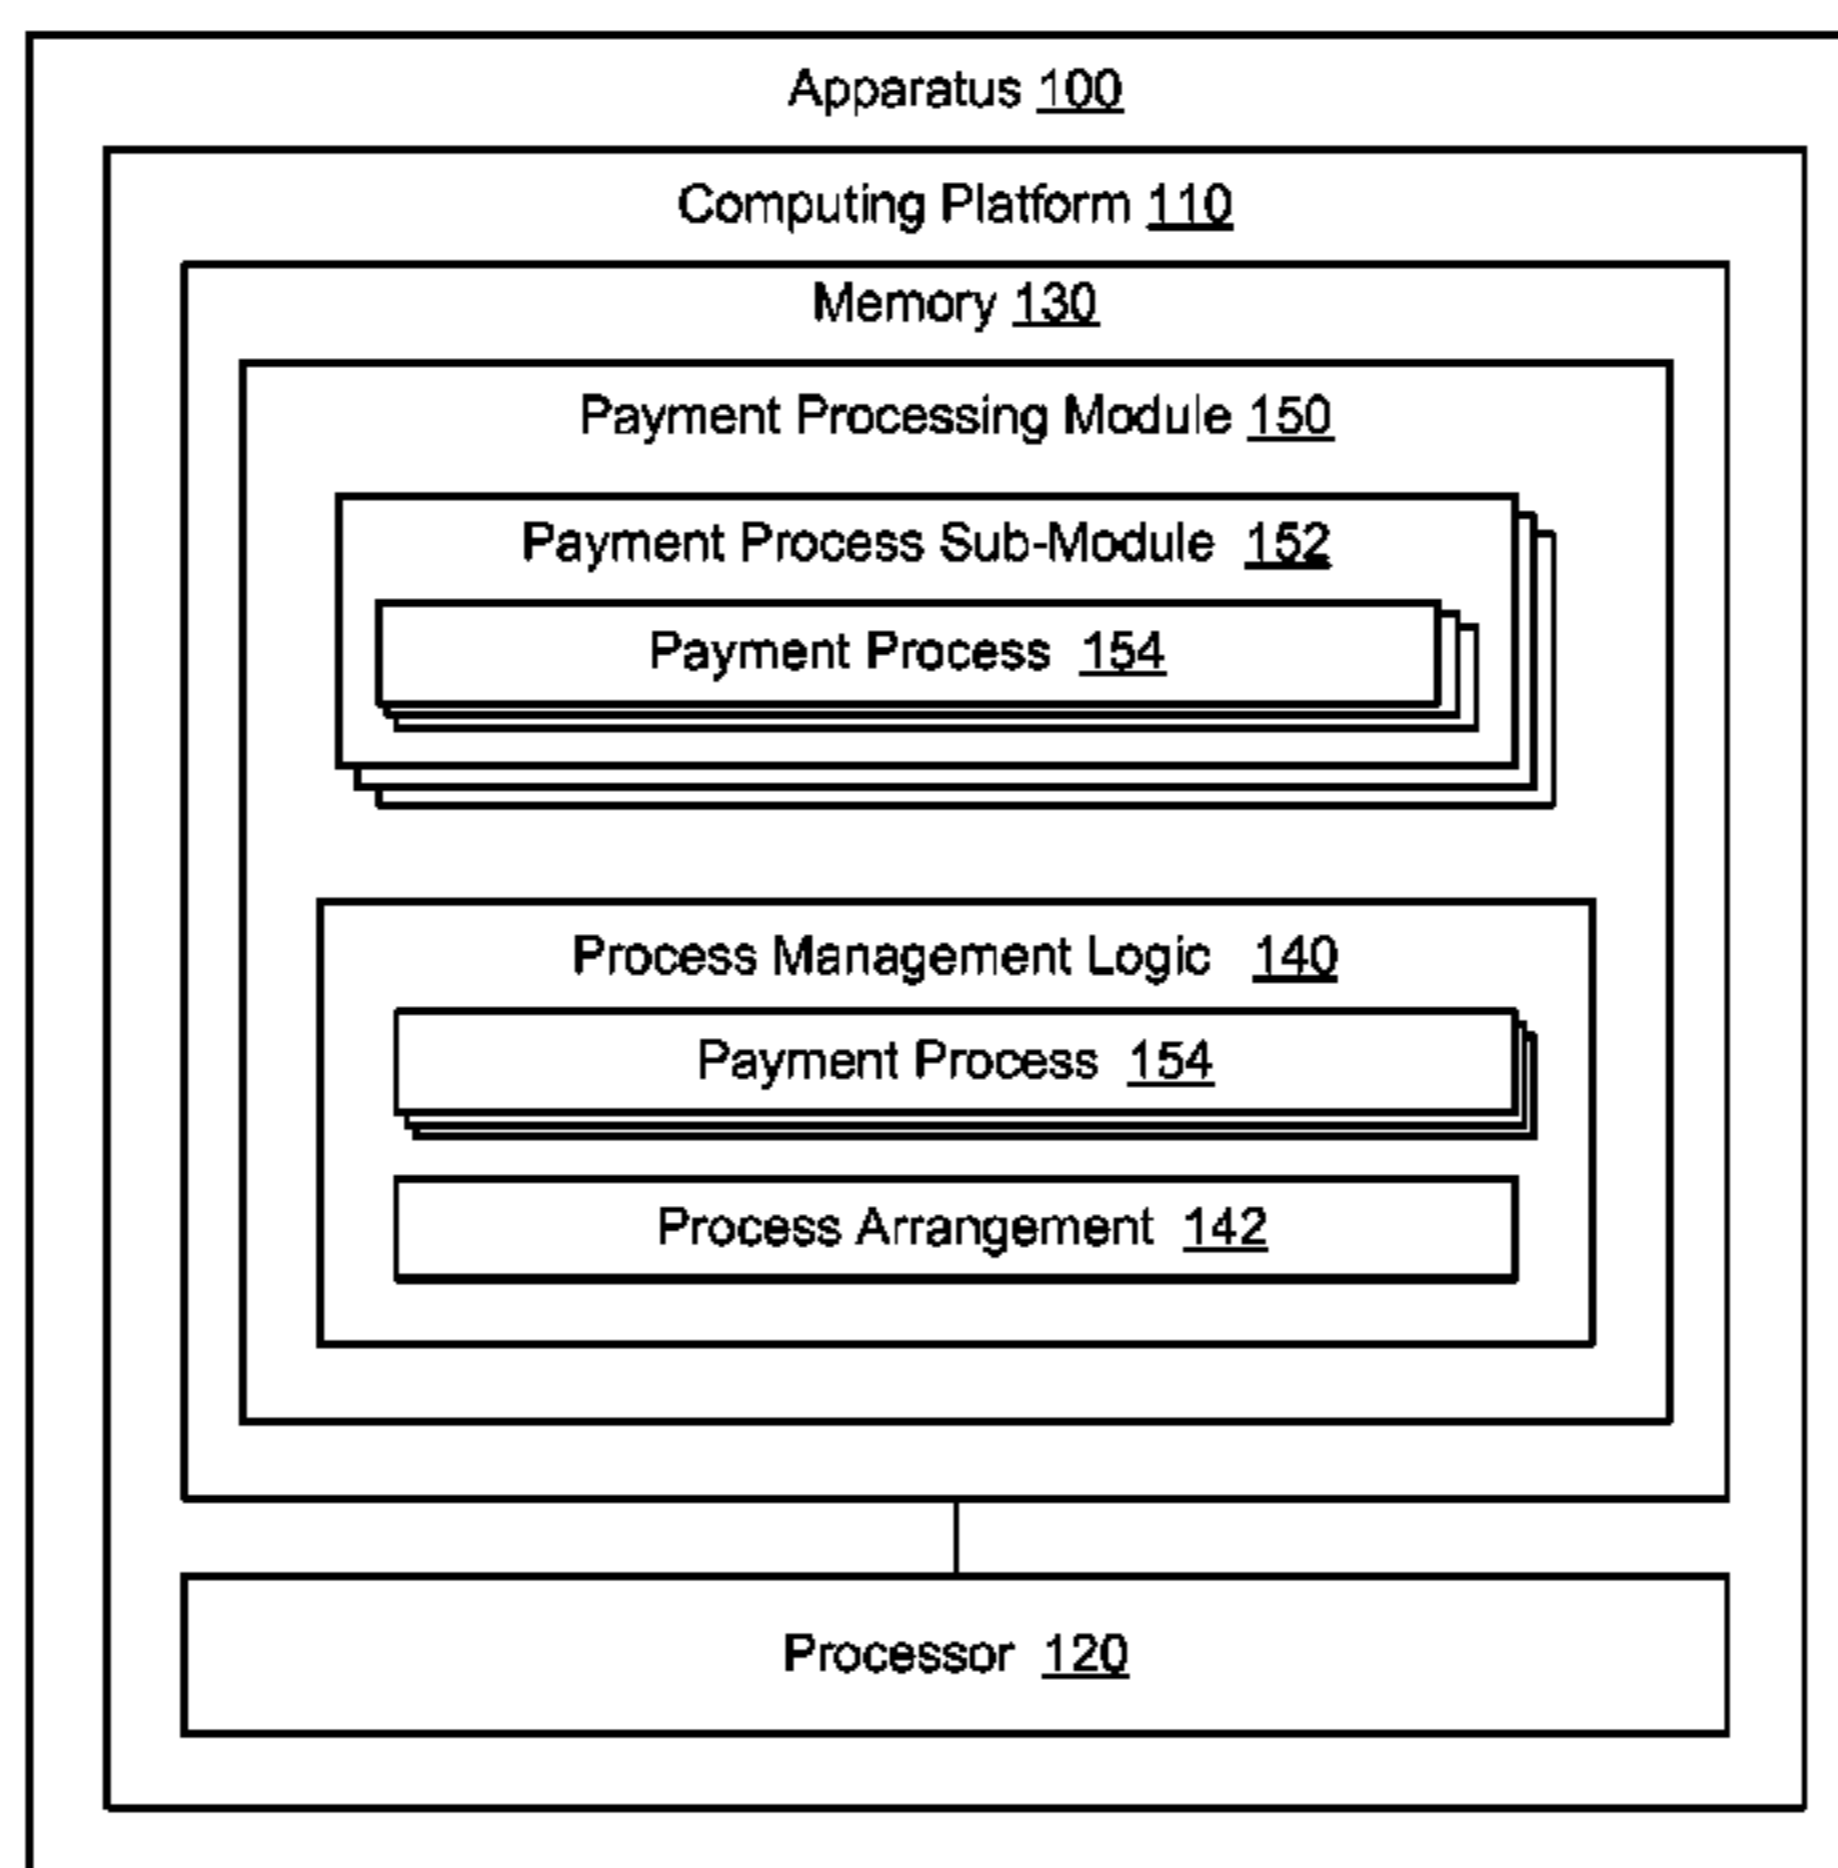 Apparatus 100
Computing Platform 110
Memory 130
Payment Processing Module 150
Payment Process Sub-Module 152
Payment Process 154
Process Management Logic 140
Payment Process 154
Process Arrangement 142
Processor 120